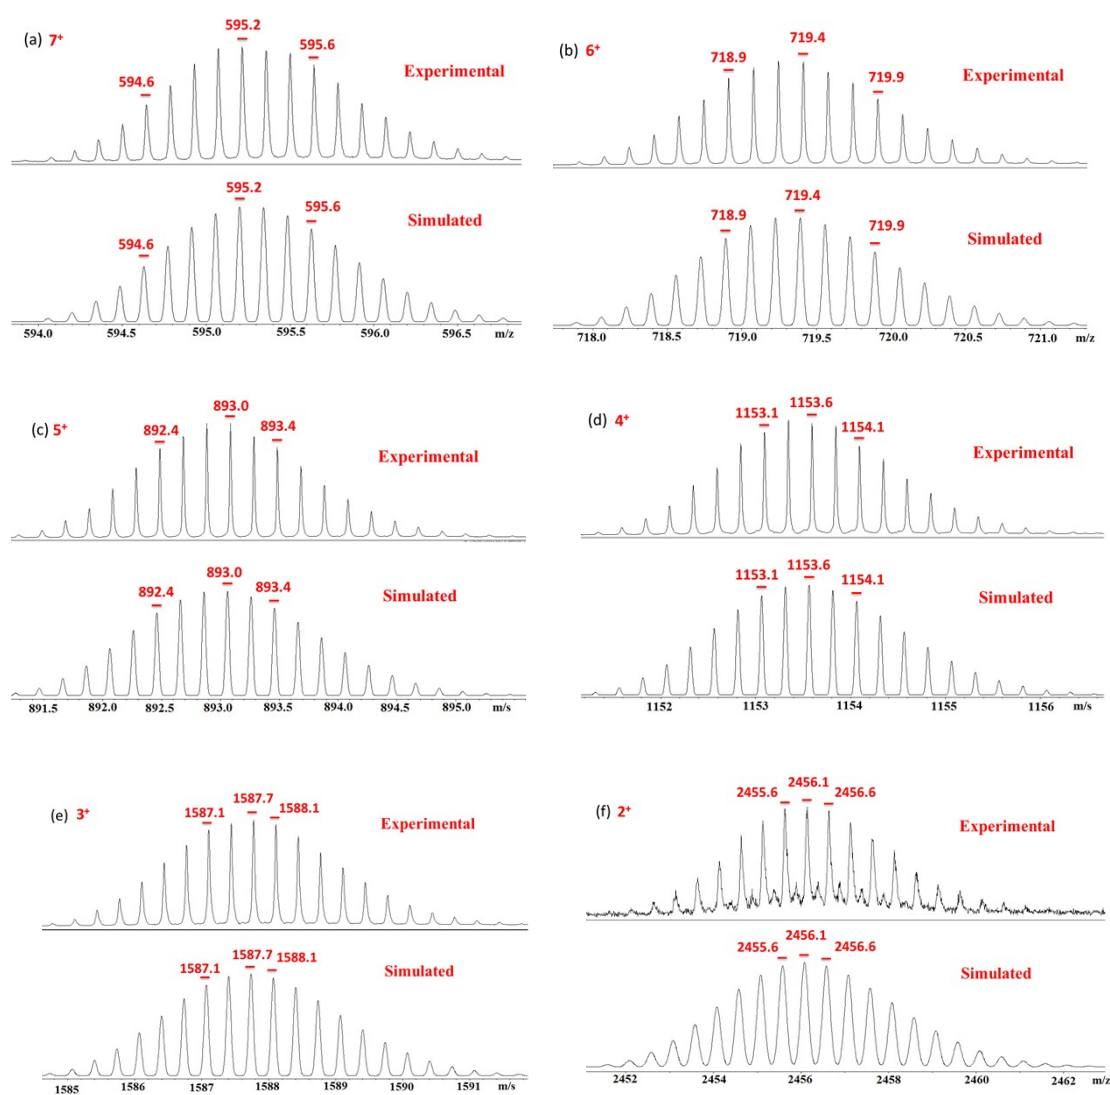 (a) 7+
595.2
594.6
595.6
Experimental
595.2
594.6
595.6
Simulated
594.0 594.5 595.0 595.5 596.0 596.5 m/z
(b) 6+
719.4
718.9
719.9
Experimental
719.4
718.9
719.9
Simulated
718.0 718.5 719.0 719.5 720.0 720.5 721.0 m/z
(c) 5+
893.0
892.4
893.4
Experimental
893.0
892.4
893.4
Simulated
891.5 892.0 892.5 893.0 893.5 894.0 894.5 895.0
(d) 4+
1153.6
1153.1
1154.1
Experimental
1153.6
1153.1
1154.1
Simulated
1152 1153 1154 1155 1156 m/s
(e) 3+
1587.7
1587.1
1588.1
Experimental
1587.7
1587.1
1588.1
Simulated
1585 1586 1587 1588 1589 1590 1591 m/s
(f) 2+
2456.1
2455.6
2456.6
Experimental
2456.1
2455.6
2456.6
Simulated
2452 2454 2456 2458 2460 2462 m/z